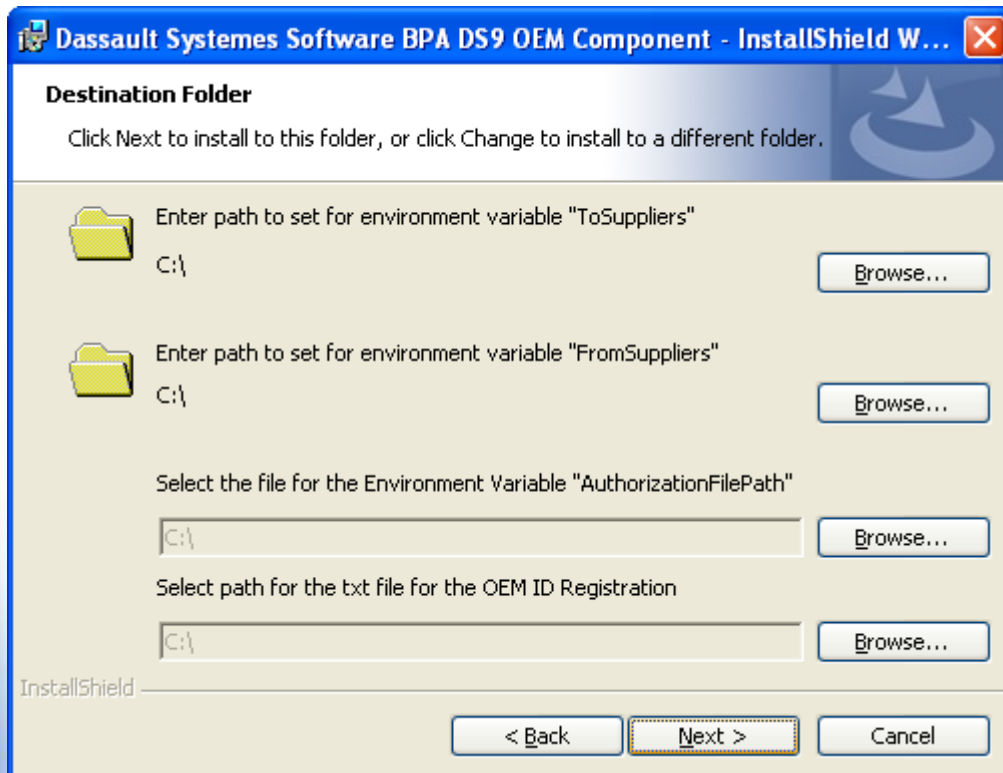 Dassault Systemes Software BPA DS9 OEM Component - InstallShield W...
Destination Folder
Click Next to install to this folder, or click Change to install to a different folder.
Enter path to set for environment variable "ToSuppliers"
C:\
Browse...
Enter path to set for environment variable "FromSuppliers"
C:\
Browse...
Select the file for the Environment Variable "AuthorizationFilePath"
C:\
Browse...
Select path for the txt file for the OEM ID Registration
C:\
Browse...
InstallShield
< Back
Next >
Cancel